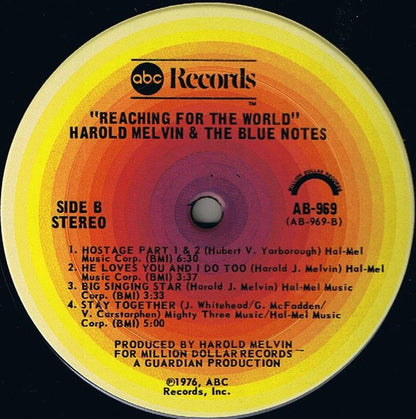 abc Records
TM
"REACHING FOR THE WORLD"
HAROLD MELVIN & THE BLUE NOTES
SIDE B
STEREO
MILLION DOLLAR RECORDS
AB-969
(AB-969-B)
1. HOSTAGE PART 1 & 2 (Hubert V. Yarborough) Hal-Mel
Music Corp. (BMI) 6:30
2. HE LOVES YOU AND I DO TOO (Harold J. Melvin) Hal-Mel
Music Corp. (BMI) 3:37
3. BIG SINGING STAR (Harold J. Melvin) Hal-Mel Music
Corp. (BMI) 3:33
4. STAY TOGETHER (J. Whitehead/G. McFadden/
V. Carstarphen) Mighty Three Music/Hal-Mel Music
Corp. (BMI) 5:00
PRODUCED BY HAROLD MELVIN
FOR MILLION DOLLAR RECORDS—
A GUARDIAN PRODUCTION
℗1976, ABC
Records, Inc.